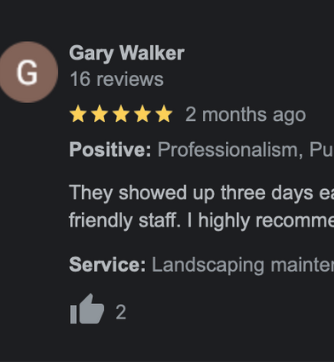 G
Gary Walker
16 reviews
2 months ago
Positive: Professionalism, Pu
They showed up three days ea
friendly staff. I highly recomme
Service: Landscaping mainten
2